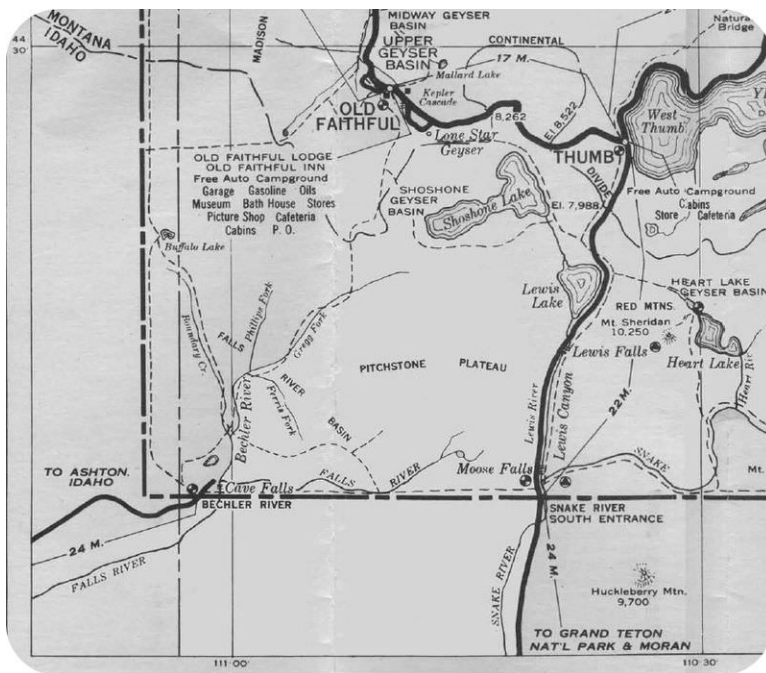 44
30
MONTANA
IDAHO
MADISON
MIDWAY GEYSER
BASIN
UPPER
GEYSER
BASIN
CONTINENTAL
17 M.
Natura
Bridge
Mallard Lake
Kepler
Cascade
OLD
FAITHFUL
8,262
El 8,522
West
Thumb
Lone Star
Geyser
THUMB
DIVIDE
OLD FAITHFUL LODGE
OLD FAITHFUL INN
Free Auto Campground
Garage Gasoline Oils
Museum Bath House Stores
Picture Shop Cafeteria
Cabins P. O.
SHOSHONE
GEYSER
BASIN
Shoshone Lake
El. 7,988
Free Auto Campground
Cabins
Store Cafeteria
Buffalo Lake
Boundary Cr.
FALLS
Phillips Fork
Gregg Fork
Lewis
Lake
HEART LAKE
GEYSER BASIN
RED MTNS.
Mt. Sheridan
10,250
Lewis Falls
Heart Lake
Heart Riv
PITCHSTONE PLATEAU
RIVER
Ferris Fork
Bechler River
BASIN
Lewis River
Lewis Canyon
22 M.
TO ASHTON,
IDAHO
Cave Falls
FALLS RIVER
Moose Falls
SNAKE
Mt.
BECHLER RIVER
SNAKE RIVER
SOUTH ENTRANCE
24 M.
FALLS RIVER
SNAKE RIVER
24 M.
Huckleberry Mtn.
9,700
TO GRAND TETON
NAT'L PARK & MORAN
111°00'
110°30'